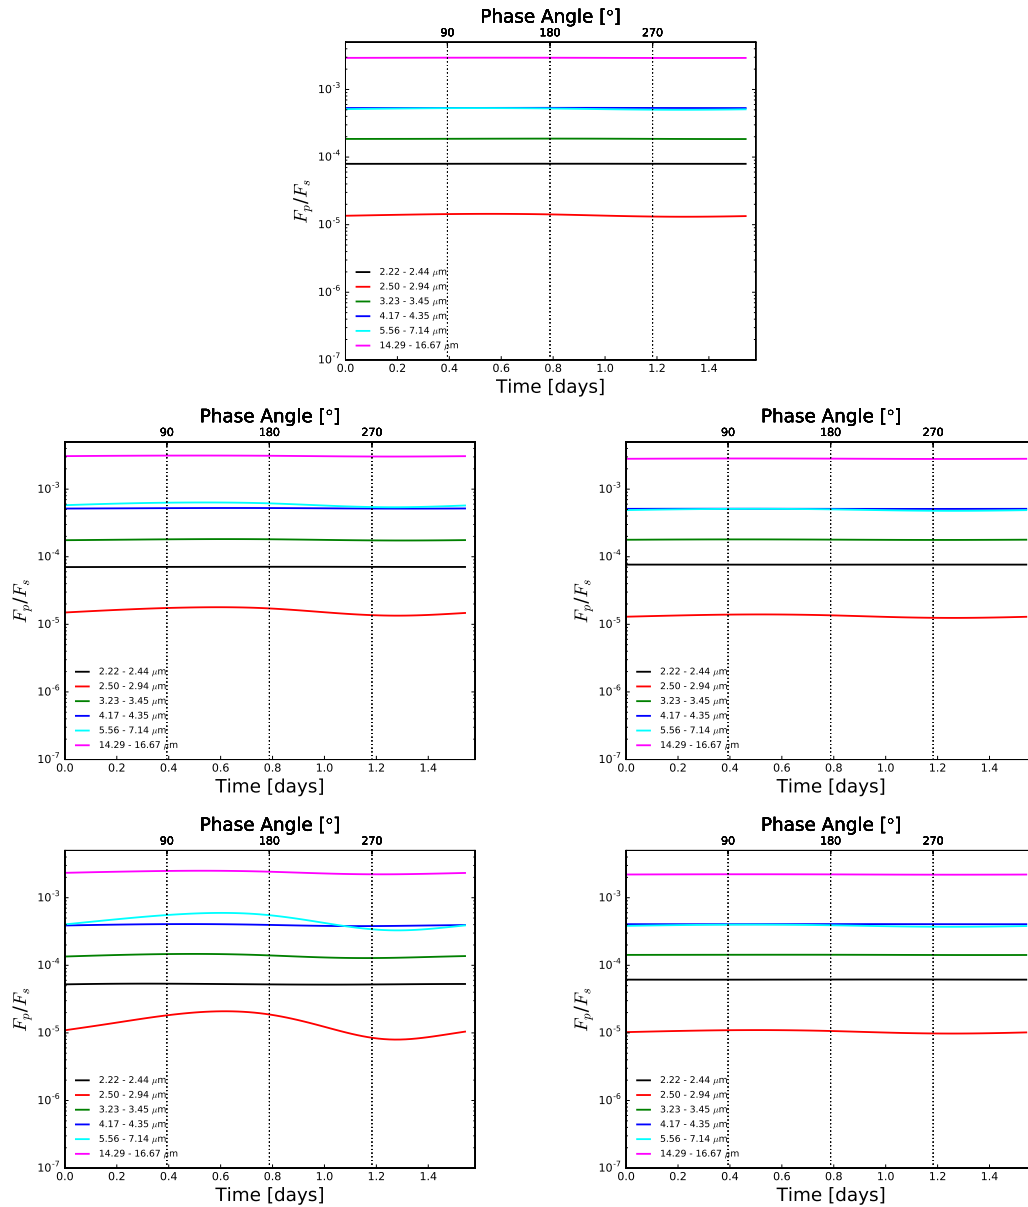 Phase Angle [°]
90 180 270
10^-3
10^-4
10^-5
10^-6
10^-7
F_p/F_s
2.22 - 2.44 μm
2.50 - 2.94 μm
3.23 - 3.45 μm
4.17 - 4.35 μm
5.56 - 7.14 μm
14.29 - 16.67 μm
0.0 0.2 0.4 0.6 0.8 1.0 1.2 1.4
Time [days]
Phase Angle [°]
90 180 270
10^-3
10^-4
10^-5
10^-6
10^-7
F_p/F_s
2.22 - 2.44 μm
2.50 - 2.94 μm
3.23 - 3.45 μm
4.17 - 4.35 μm
5.56 - 7.14 μm
14.29 - 16.67 μm
0.0 0.2 0.4 0.6 0.8 1.0 1.2 1.4
Time [days]
Phase Angle [°]
90 180 270
10^-3
10^-4
10^-5
10^-6
10^-7
F_p/F_s
2.22 - 2.44 μm
2.50 - 2.94 μm
3.23 - 3.45 μm
4.17 - 4.35 μm
5.56 - 7.14 μm
14.29 - 16.67 μm
0.0 0.2 0.4 0.6 0.8 1.0 1.2 1.4
Time [days]
Phase Angle [°]
90 180 270
10^-3
10^-4
10^-5
10^-6
10^-7
F_p/F_s
2.22 - 2.44 μm
2.50 - 2.94 μm
3.23 - 3.45 μm
4.17 - 4.35 μm
5.56 - 7.14 μm
14.29 - 16.67 μm
0.0 0.2 0.4 0.6 0.8 1.0 1.2 1.4
Time [days]
Phase Angle [°]
90 180 270
10^-3
10^-4
10^-5
10^-6
10^-7
F_p/F_s
2.22 - 2.44 μm
2.50 - 2.94 μm
3.23 - 3.45 μm
4.17 - 4.35 μm
5.56 - 7.14 μm
14.29 - 16.67 μm
0.0 0.2 0.4 0.6 0.8 1.0 1.2 1.4
Time [days]